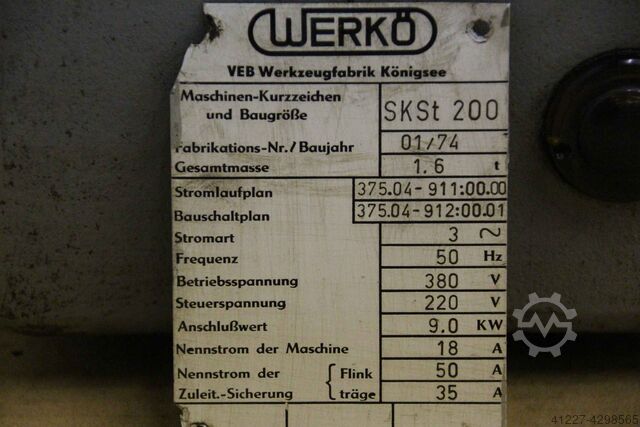 WERKÖ
VEB Werkzeugfabrik Königsee
Maschinen-Kurzzeichen
und Baugröße SKSt 200
Fabrikations-Nr./Baujahr 01/74
Gesamtmasse 1.6 t
Stromlaufplan 375.04-911:00.00
Bauschaltplan 375.04-912:00.01
Stromart 3 ~
Frequenz 50 Hz
Betriebsspannung 380 V
Steuerspannung 220 V
Anschlußwert 9.0 KW
Nennstrom der Maschine 18 A
Nennstrom der Flink 50 A
Zuleit.-Sicherung träge 35 A
41227-4298565